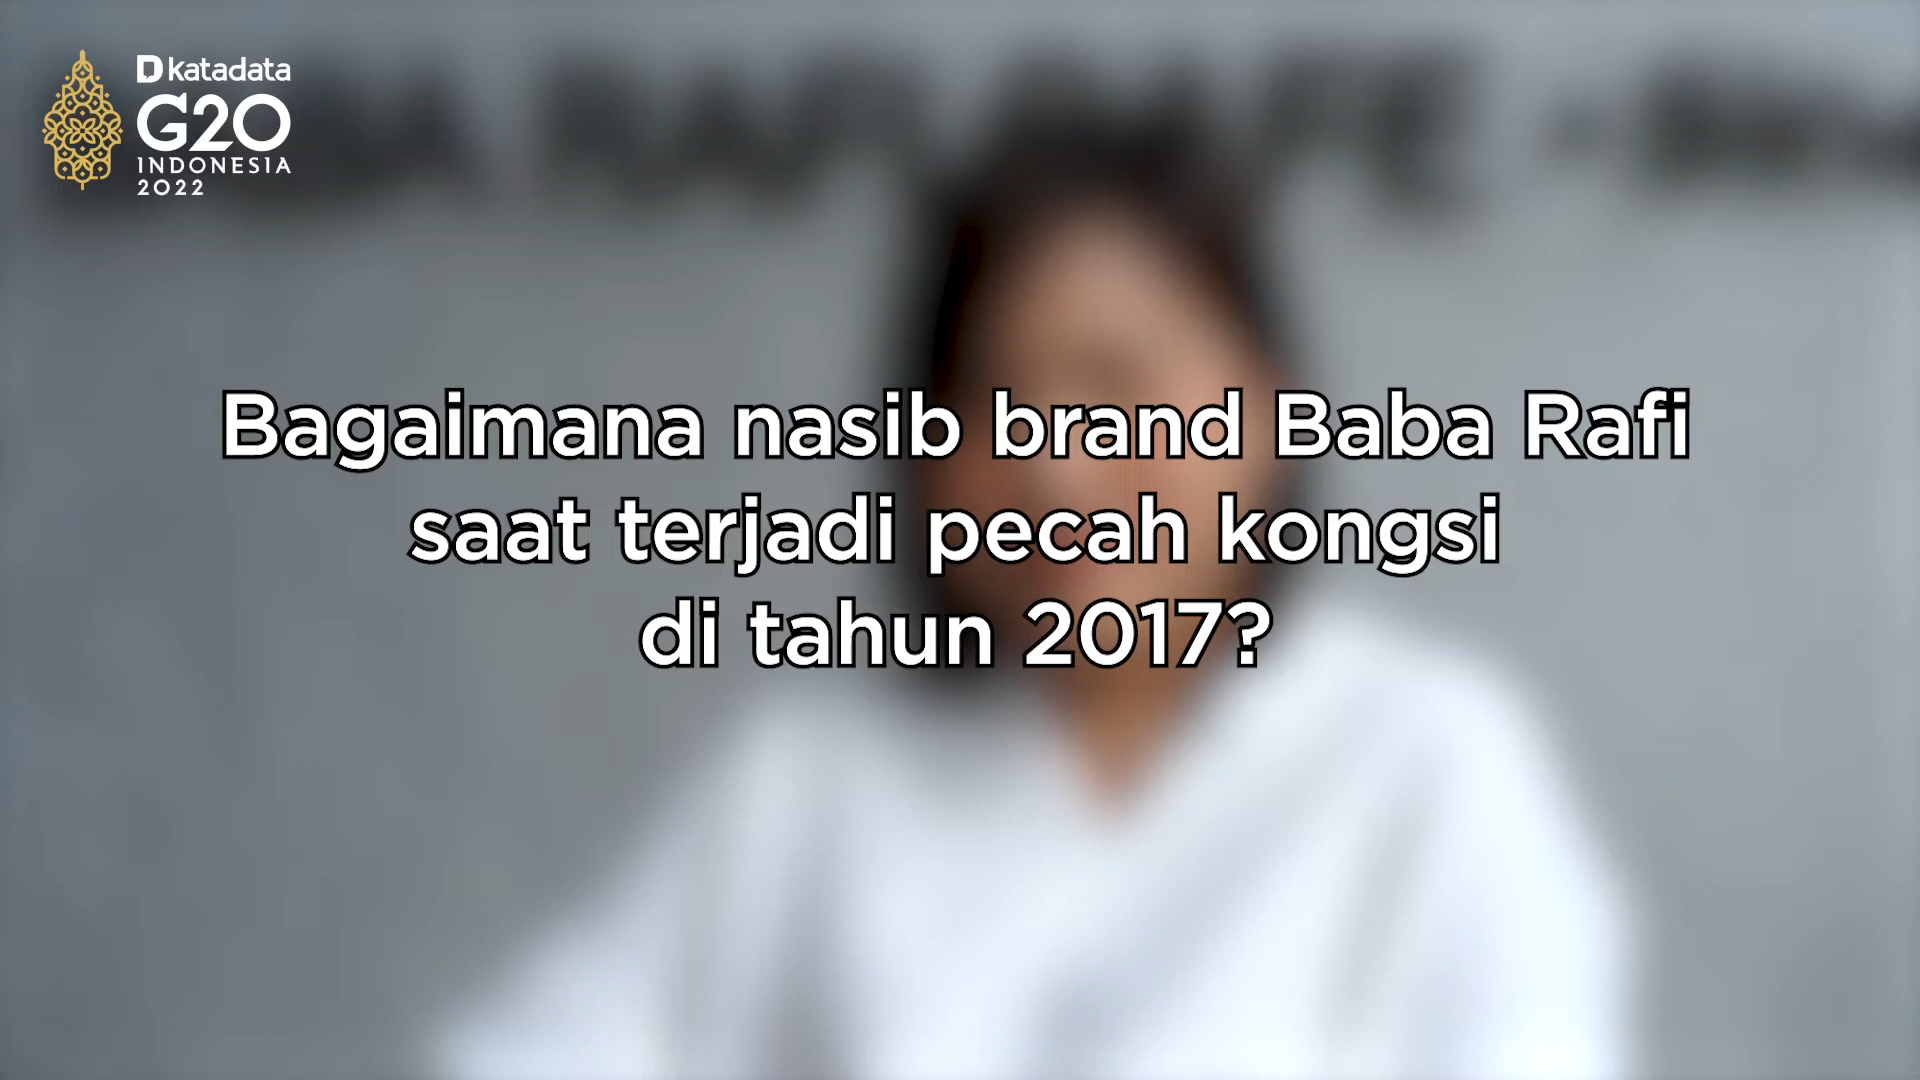 katadata
G20
INDONESIA
2022
Bagaimana nasib brand Baba Rafi
saat terjadi pecah kongsi
di tahun 2017?